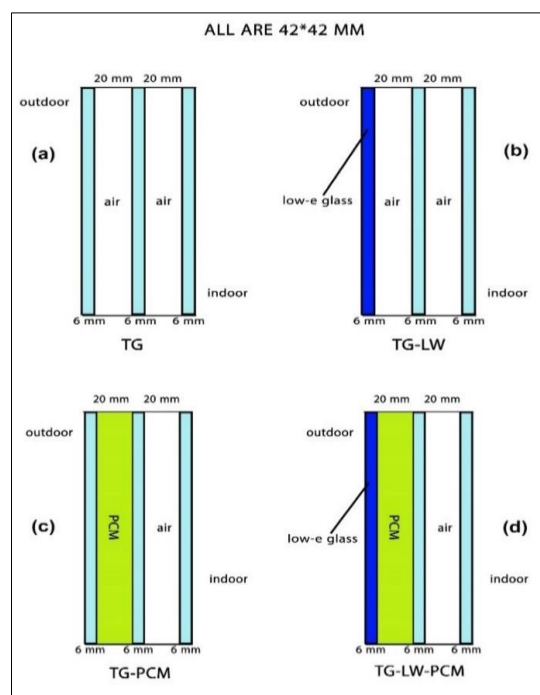 ALL ARE 42*42 MM
20 mm 20 mm
outdoor
(a)
air air
indoor
6 mm 6 mm 6 mm
TG
20 mm 20 mm
outdoor
(b)
low-e glass
air air
indoor
6 mm 6 mm 6 mm
TG-LW
20 mm 20 mm
outdoor
(c)
PCM
air
indoor
6 mm 6 mm 6 mm
TG-PCM
20 mm 20 mm
outdoor
(d)
low-e glass
PCM
air
indoor
6 mm 6 mm 6 mm
TG-LW-PCM